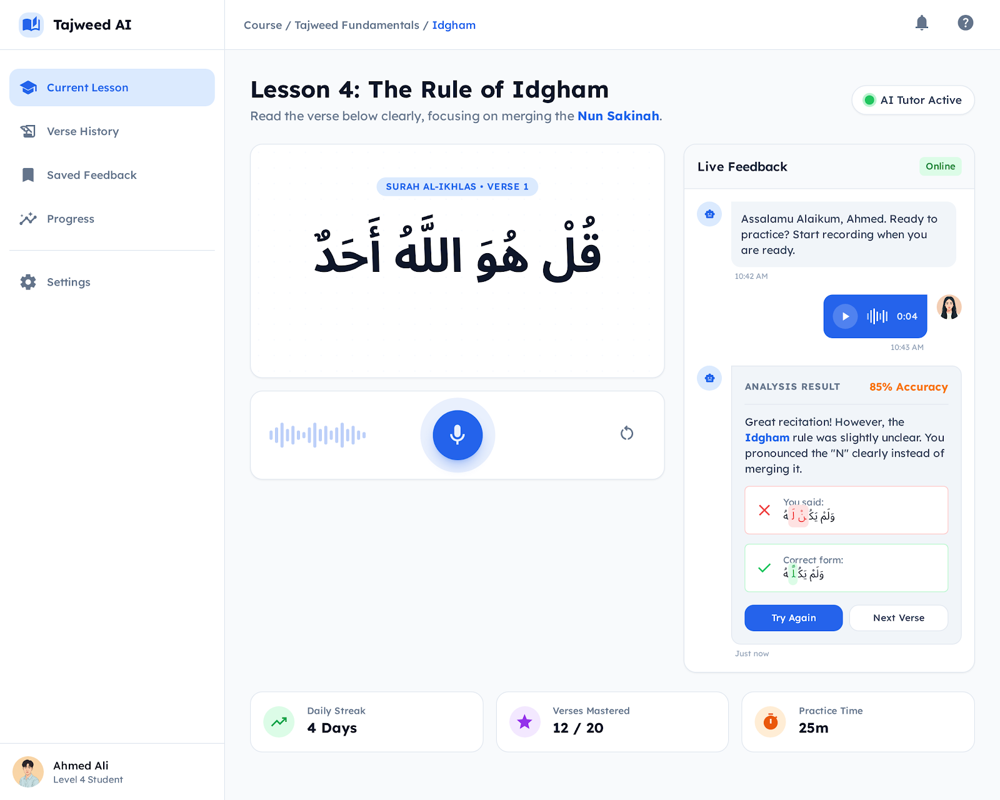 Tajweed AI
Course / Tajweed Fundamentals / Idgham
Current Lesson
Verse History
Saved Feedback
Progress
Settings
Ahmed Ali
Level 4 Student
Lesson 4: The Rule of Idgham
Read the verse below clearly, focusing on merging the Nun Sakinah.
AI Tutor Active
SURAH AL-IKHLAS • VERSE 1
قُلْ هُوَ اللَّهُ أَحَدٌ
Live Feedback
Online
Assalamu Alaikum, Ahmed. Ready to
practice? Start recording when you
are ready.
10:42 AM
0:04
10:43 AM
ANALYSIS RESULT
85% Accuracy
Great recitation! However, the
Idgham rule was slightly unclear. You
pronounced the "N" clearly instead of
merging it.
You said:
وَلَمْ يَكُنْ لَهُ
Correct form:
وَلَمْ يَكُلَّهُ
Try Again
Next Verse
Just now
Daily Streak
4 Days
Verses Mastered
12 / 20
Practice Time
25m